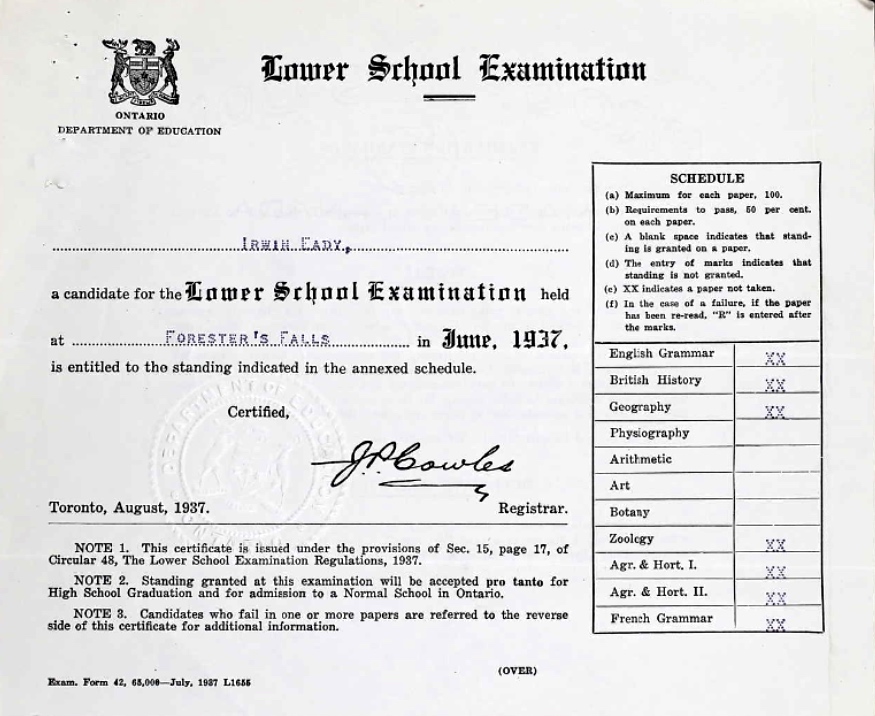 ONTARIO
DEPARTMENT OF EDUCATION
Lower School Examination
IRWIN EADY,
a candidate for the Lower School Examination held
at FORESTER'S FALLS in June, 1937,
is entitled to the standing indicated in the annexed schedule.
Certified,
J.P. Cowles
Toronto, August, 1937. Registrar.
NOTE 1. This certificate is issued under the provisions of Sec. 15, page 17, of
Circular 48, The Lower School Examination Regulations, 1937.
NOTE 2. Standing granted at this examination will be accepted pro tanto for
High School Graduation and for admission to a Normal School in Ontario.
NOTE 3. Candidates who fail in one or more papers are referred to the reverse
side of this certificate for additional information.
(OVER)
Exam. Form 42, 65,000—July, 1937 L1656
SCHEDULE
(a) Maximum for each paper, 100.
(b) Requirements to pass, 50 per cent.
on each paper.
(c) A blank space indicates that stand-
ing is granted on a paper.
(d) The entry of marks indicates that
standing is not granted.
(e) XX indicates a paper not taken.
(f) In the case of a failure, if the paper
has been re-read, "R" is entered after
the marks.
English Grammar XX
British History XX
Geography XX
Physiography
Arithmetic
Art
Botany
Zoology XX
Agr. & Hort. I. XX
Agr. & Hort. II. XX
French Grammar XX